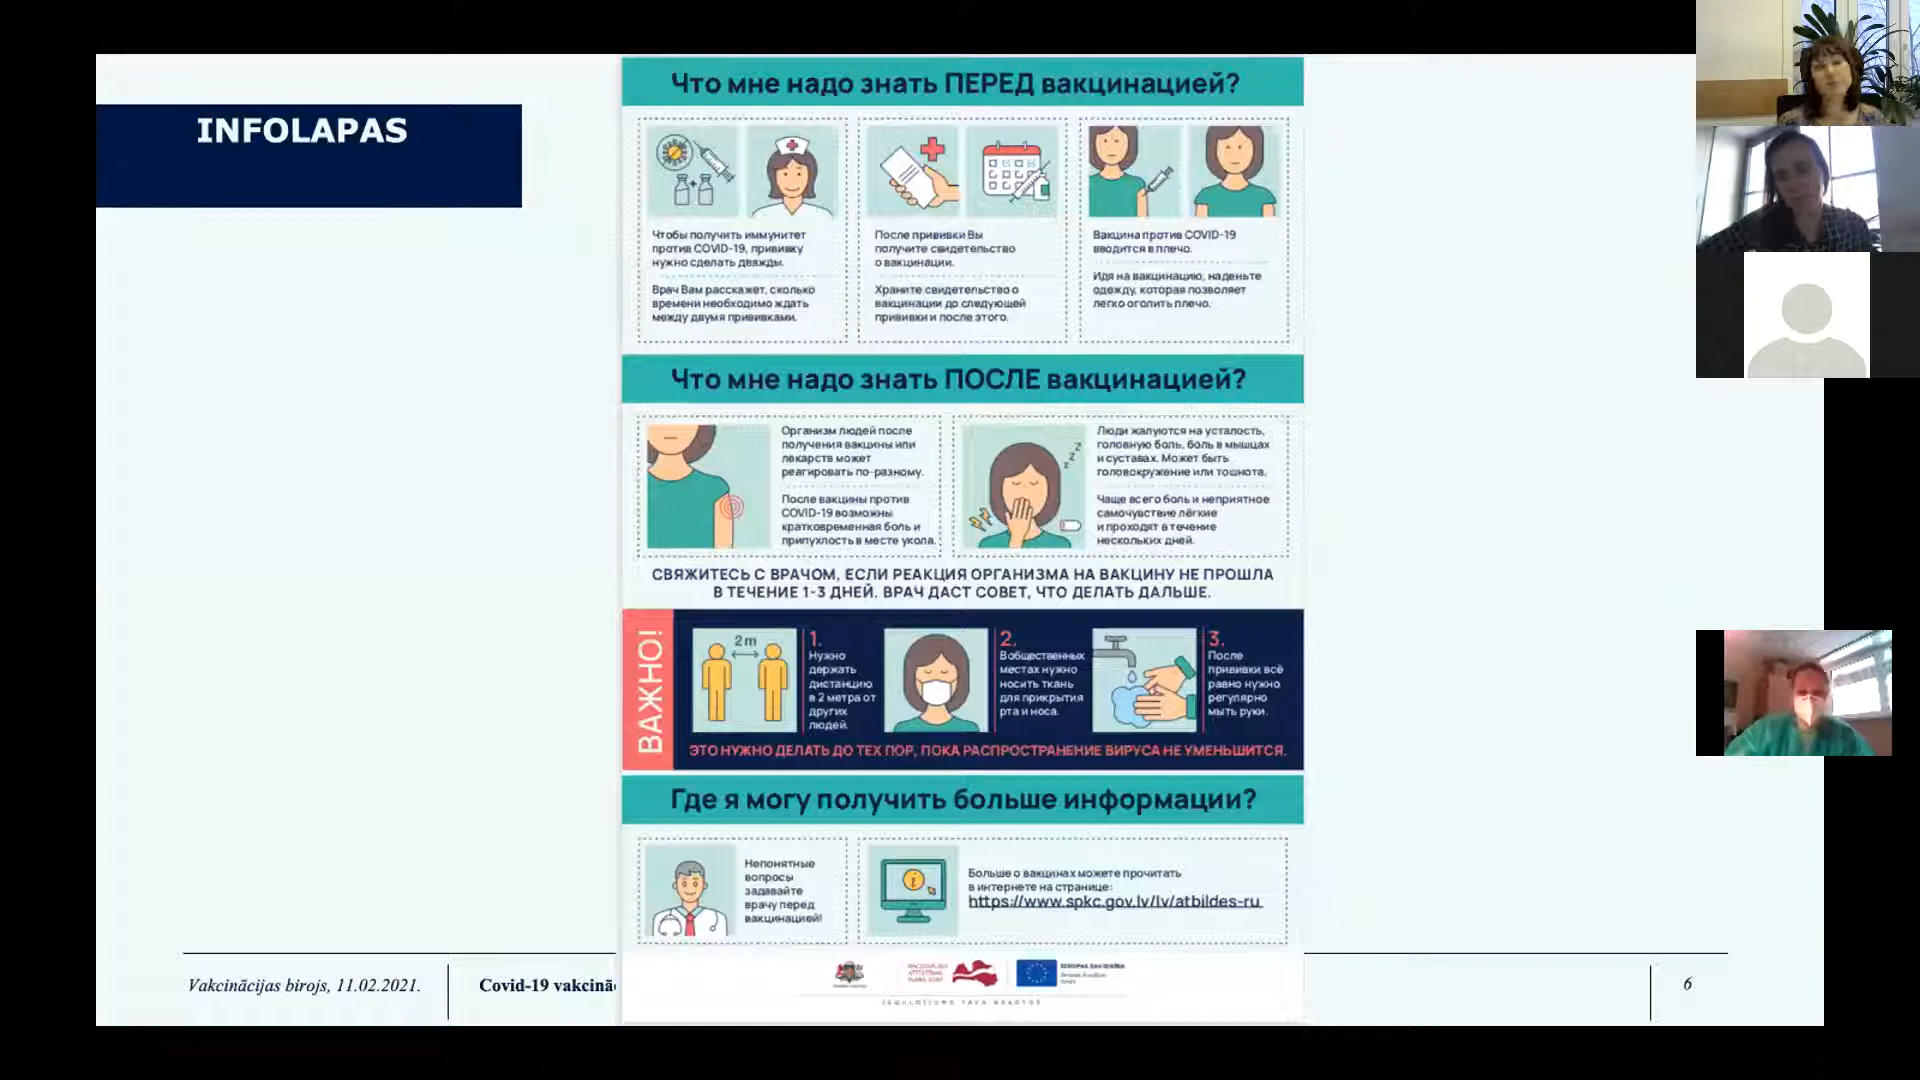 INFOLAPAS
Что мне надо знать ПЕРЕД вакцинацией?
Чтобы получить иммунитет
против COVID-19, прививку
нужно сделать дважды.
Врач Вам расскажет, сколько
времени необходимо ждать
между двумя прививками.
После прививки Вы
получите свидетельство
о вакцинации.
Храните свидетельство о
вакцинации до следующей
прививки и после этого.
Вакцина против COVID-19
вводится в плечо.
Идя на вакцинацию, наденьте
одежду, которая позволяет
легко оголить плечо.
Что мне надо знать ПОСЛЕ вакцинацией?
Организм людей после
получения вакцины или
лекарств может
реагировать по-разному.
После вакцины против
COVID-19 возможны
кратковременная боль и
припухлость в месте укола.
Люди жалуются на усталость,
головную боль, боль в мышцах
и суставах. Может быть
головокружение или тошнота.
Чаще всего боль и неприятное
самочувствие лёгкие
и проходят в течение
нескольких дней.
СВЯЖИТЕСЬ С ВРАЧОМ, ЕСЛИ РЕАКЦИЯ ОРГАНИЗМА НА ВАКЦИНУ НЕ ПРОШЛА
В ТЕЧЕНИЕ 1-3 ДНЕЙ. ВРАЧ ДАСТ СОВЕТ, ЧТО ДЕЛАТЬ ДАЛЬШЕ.
ВАЖНО!
2 m
1.
Нужно
держать
дистанцию
в 2 метра от
других
людей.
2.
В общественных
местах нужно
носить ткань
для прикрытия
рта и носа.
3.
После
прививки всё
равно нужно
регулярно
мыть руки.
ЭТО НУЖНО ДЕЛАТЬ ДО ТЕХ ПОР, ПОКА РАСПРОСТРАНЕНИЕ ВИРУСА НЕ УМЕНЬШИТСЯ.
Где я могу получить больше информации?
Непонятные
вопросы
задавайте
врачу перед
вакцинацией!
Больше о вакцинах можете прочитать
в интернете на странице:
https://www.spkc.gov.lv/lv/atbildes-ru
EIROPAS SAVIENĪBA
Vakcinācijas birojs, 11.02.2021.
Covid-19 vakcinā
6